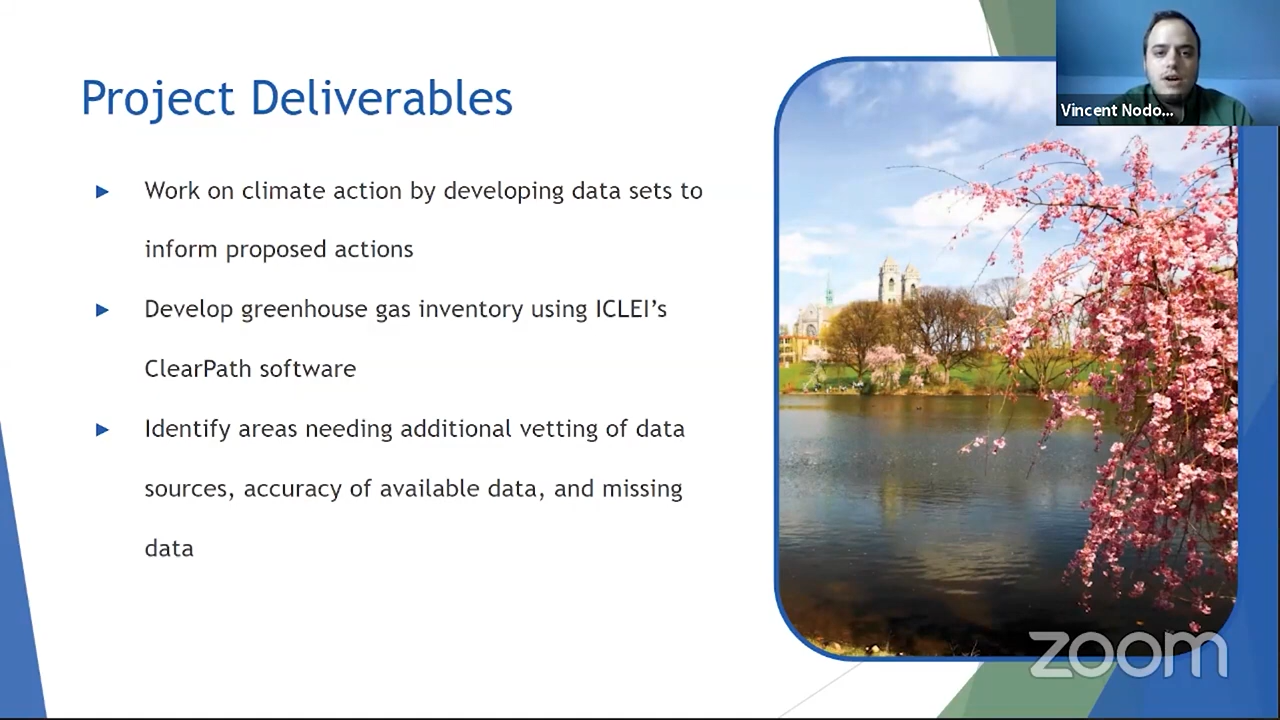 Project Deliverables
Vincent Nodo...
▶ Work on climate action by developing data sets to
inform proposed actions
▶ Develop greenhouse gas inventory using ICLEI’s
ClearPath software
▶ Identify areas needing additional vetting of data
sources, accuracy of available data, and missing
data
zoom